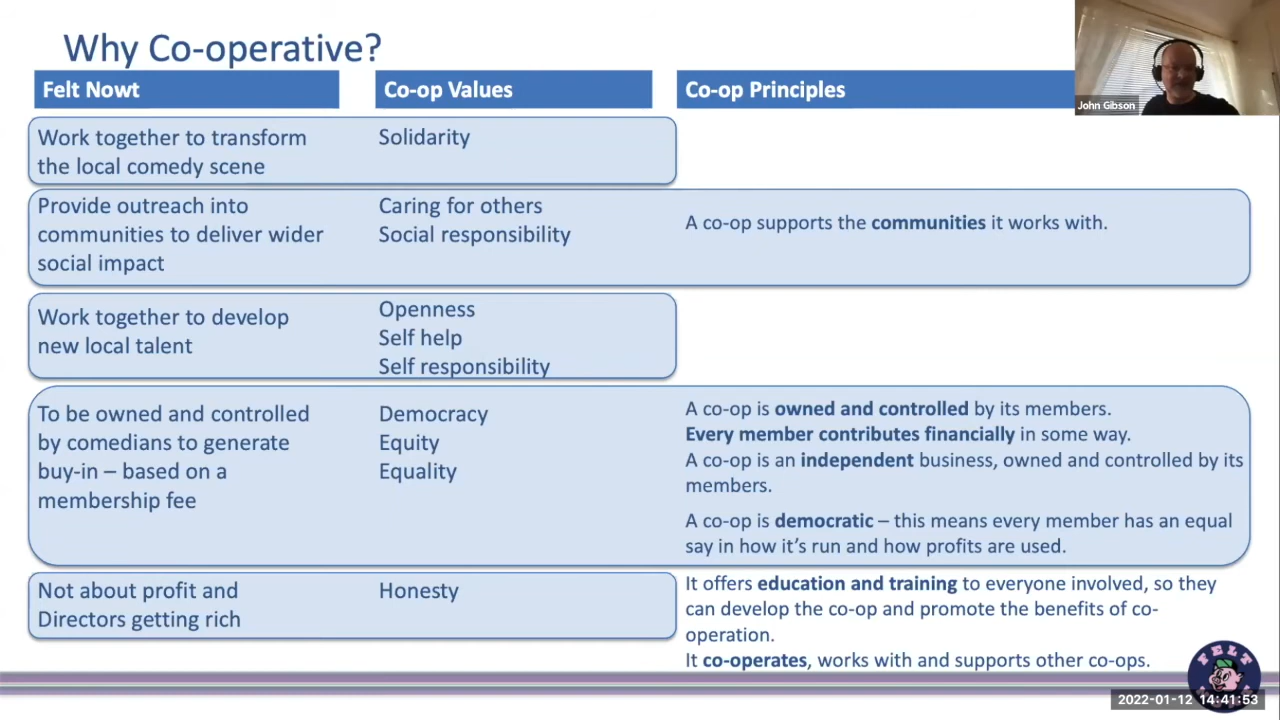 Why Co-operative?
John Gibson
Felt Nowt
Co-op Values
Co-op Principles
Work together to transform
the local comedy scene
Solidarity
Provide outreach into
communities to deliver wider
social impact
Caring for others
Social responsibility
A co-op supports the communities it works with.
Work together to develop
new local talent
Openness
Self help
Self responsibility
To be owned and controlled
by comedians to generate
buy-in – based on a
membership fee
Democracy
Equity
Equality
A co-op is owned and controlled by its members.
Every member contributes financially in some way.
A co-op is an independent business, owned and controlled by its
members.
A co-op is democratic – this means every member has an equal
say in how it's run and how profits are used.
Not about profit and
Directors getting rich
Honesty
It offers education and training to everyone involved, so they
can develop the co-op and promote the benefits of co-
operation.
It co-operates, works with and supports other co-ops.
FELT
2022-01-12 14:41:53